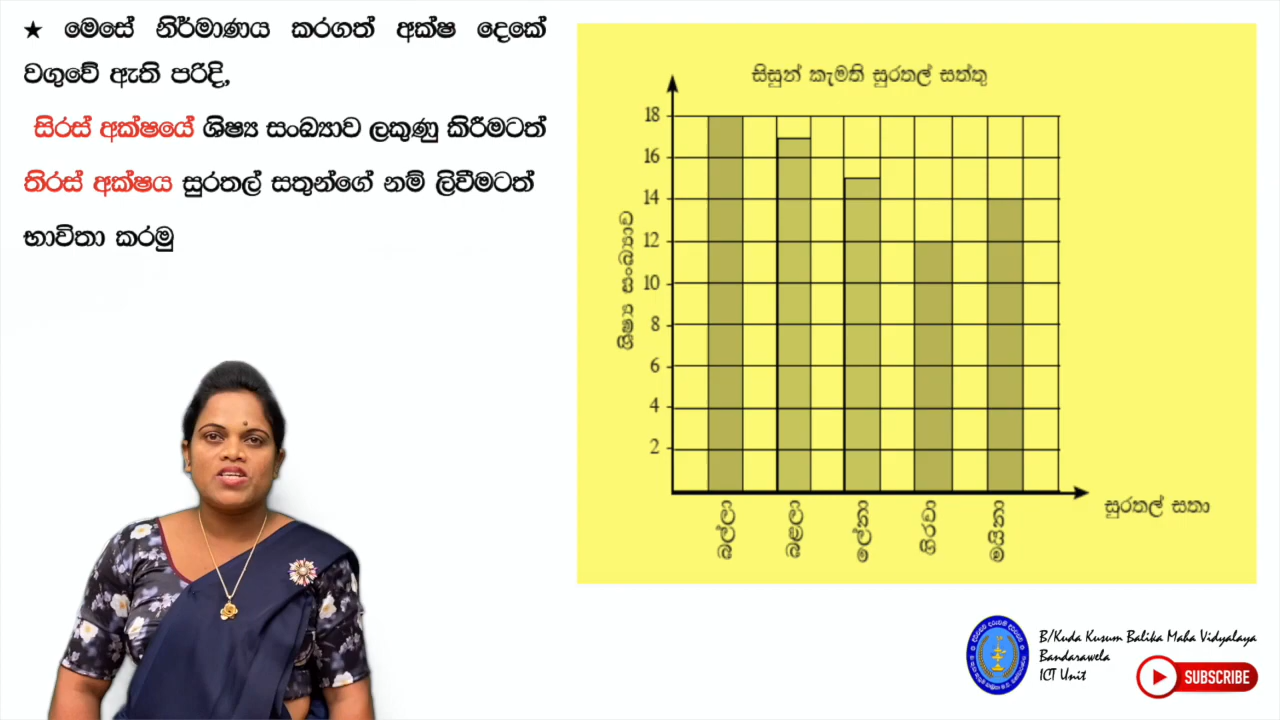 ★ මෙසේ නිර්මාණය කරගත් අක්ෂ දෙකේ
වගුවේ ඇති පරිදි,
සිරස් අක්ෂයේ ශිෂ්‍ය සංඛ්‍යාව ලකුණු කිරීමටත්
තිරස් අක්ෂය සුරතල් සතුන්ගේ නම් ලිවීමටත්
භාවිතා කරමු
සිසුන් කැමති සුරතල් සත්තු
ශිෂ්‍ය සංඛ්‍යාව
18
16
14
12
10
8
6
4
2
බල්ලා
බළලා
ලේනා
ගිරවා
මයිනා
සුරතල් සතා
B/Kuda Kusum Balika Maha Vidyalaya
Bandarawela
ICT Unit
SUBSCRIBE